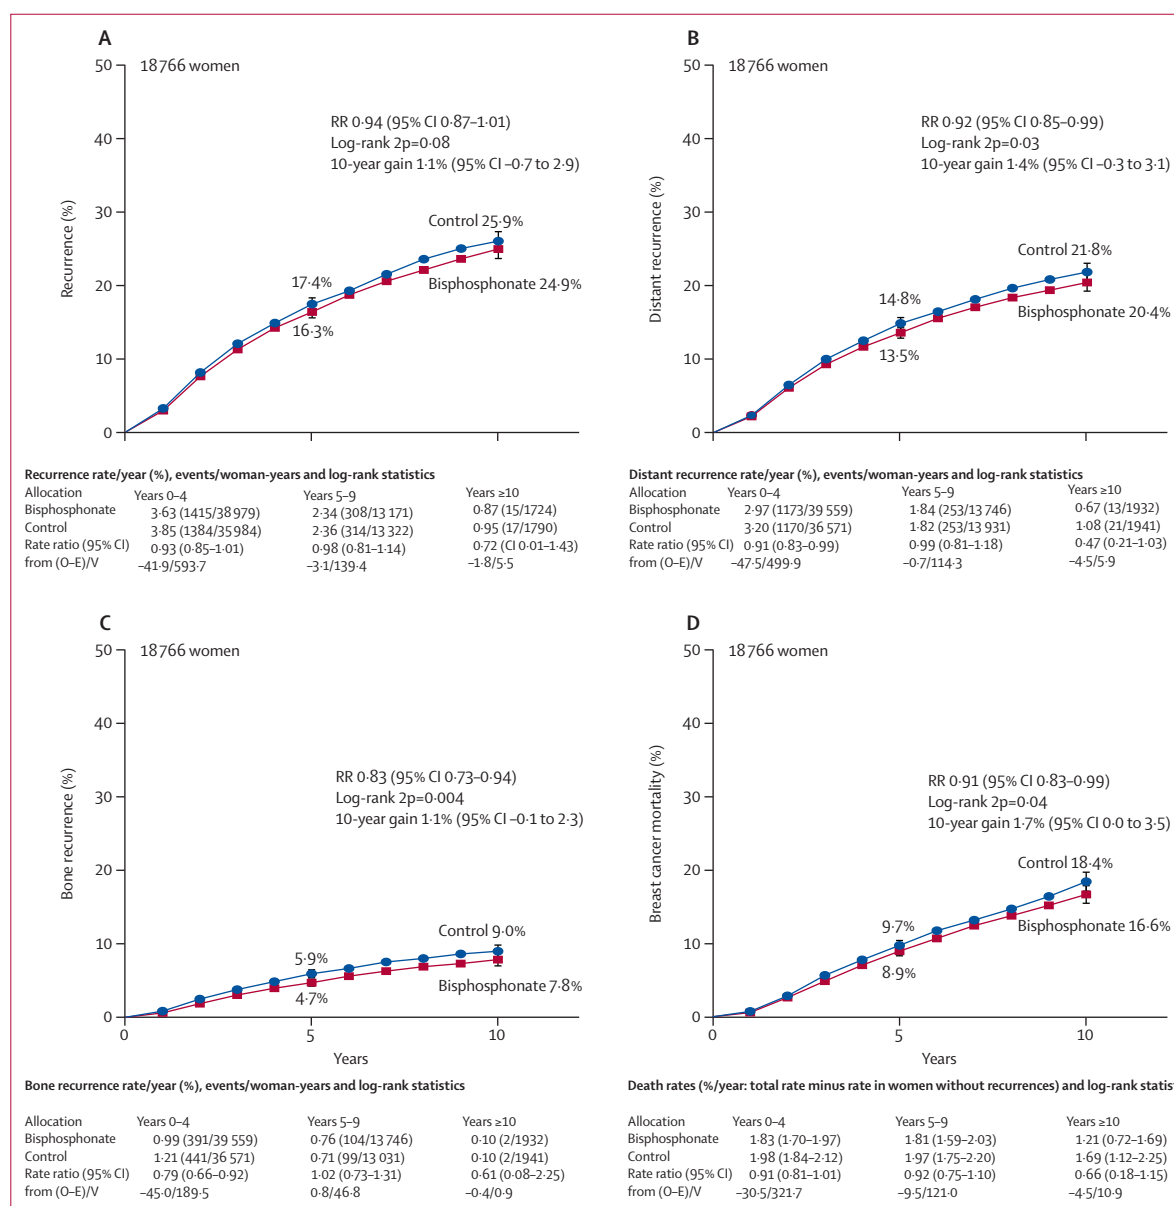 A
50
18 766 women
RR 0·94 (95% CI 0·87–1·01)
Log-rank 2p=0·08
10-year gain 1·1% (95% CI –0·7 to 2·9)
40
30
20
10
0
Recurrence (%)
Control 25·9%
17·4%
Bisphosphonate 24·9%
16·3%
Recurrence rate/year (%), events/woman-years and log-rank statistics
Allocation Years 0–4 Years 5–9 Years ≥10
Bisphosphonate 3·63 (1415/38 979) 2·34 (308/13 171) 0·87 (15/1724)
Control 3·85 (1384/35 984) 2·36 (314/13 322) 0·95 (17/1790)
Rate ratio (95% CI) 0·93 (0·85–1·01) 0·98 (0·81–1·14) 0·72 (CI 0·01–1·43)
from (O–E)/V –41·9/593·7 –3·1/139·4 –1·8/5·5
B
50
18 766 women
RR 0·92 (95% CI 0·85–0·99)
Log-rank 2p=0·03
10-year gain 1·4% (95% CI –0·3 to 3·1)
40
30
20
10
0
Distant recurrence (%)
Control 21·8%
14·8%
Bisphosphonate 20·4%
13·5%
Distant recurrence rate/year (%), events/woman-years and log-rank statistics
Allocation Years 0–4 Years 5–9 Years ≥10
Bisphosphonate 2·97 (1173/39 559) 1·84 (253/13 746) 0·67 (13/1932)
Control 3·20 (1170/36 571) 1·82 (253/13 931) 1·08 (21/1941)
Rate ratio (95% CI) 0·91 (0·83–0·99) 0·99 (0·81–1·18) 0·47 (0·21–1·03)
from (O–E)/V –47·5/499·9 –0·7/114·3 –4·5/5·9
C
50
18 766 women
40
30
20
10
0
Bone recurrence (%)
RR 0·83 (95% CI 0·73–0·94)
Log-rank 2p=0·004
10-year gain 1·1% (95% CI –0·1 to 2·3)
Control 9·0%
5·9%
Bisphosphonate 7·8%
4·7%
0 5 10
Years
Bone recurrence rate/year (%), events/woman-years and log-rank statistics
Allocation Years 0–4 Years 5–9 Years ≥10
Bisphosphonate 0·99 (391/39 559) 0·76 (104/13 746) 0·10 (2/1932)
Control 1·21 (441/36 571) 0·71 (99/13 031) 0·10 (2/1941)
Rate ratio (95% CI) 0·79 (0·66–0·92) 1·02 (0·73–1·31) 0·61 (0·08–2·25)
from (O–E)/V –45·0/189·5 0·8/46·8 –0·4/0·9
D
50
18 766 women
40
30
20
10
0
Breast cancer mortality (%)
RR 0·91 (95% CI 0·83–0·99)
Log-rank 2p=0·04
10-year gain 1·7% (95% CI 0·0 to 3·5)
Control 18·4%
9·7%
Bisphosphonate 16·6%
8·9%
0 5 10
Years
Death rates (%/year: total rate minus rate in women without recurrences) and log-rank statist
Allocation Years 0–4 Years 5–9 Years ≥10
Bisphosphonate 1·83 (1·70–1·97) 1·81 (1·59–2·03) 1·21 (0·72–1·69)
Control 1·98 (1·84–2·12) 1·97 (1·75–2·20) 1·69 (1·12–2·25)
Rate ratio (95% CI) 0·91 (0·81–1·01) 0·92 (0·75–1·10) 0·66 (0·18–1·15)
from (O–E)/V –30·5/321·7 –9·5/121·0 –4·5/10·9